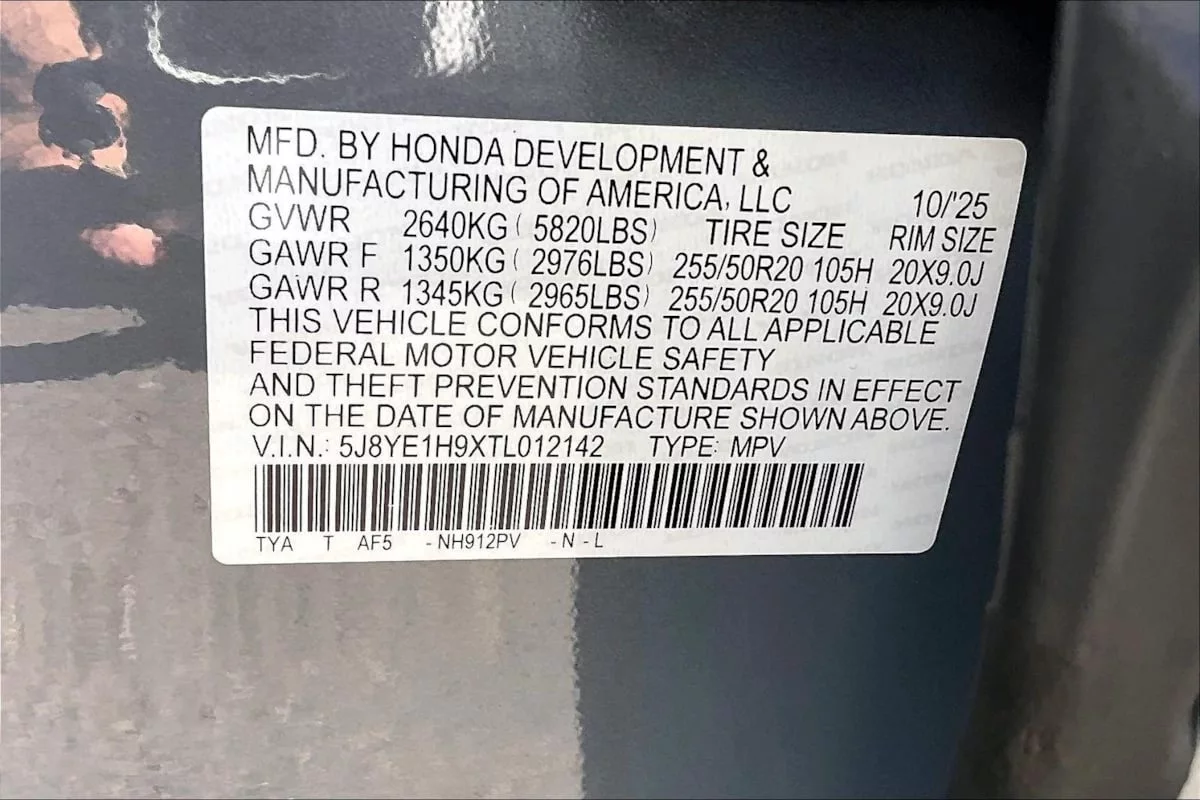 MFD. BY HONDA DEVELOPMENT &
MANUFACTURING OF AMERICA, LLC 10/'25
GVWR 2640KG ( 5820LBS) TIRE SIZE RIM SIZE
GAWR F 1350KG ( 2976LBS) 255/50R20 105H 20X9.0J
GAWR R 1345KG ( 2965LBS) 255/50R20 105H 20X9.0J
THIS VEHICLE CONFORMS TO ALL APPLICABLE
FEDERAL MOTOR VEHICLE SAFETY
AND THEFT PREVENTION STANDARDS IN EFFECT
ON THE DATE OF MANUFACTURE SHOWN ABOVE.
V.I.N.: 5J8YE1H9XTL012142 TYPE: MPV
TYA T AF5 - NH912PV - N - L